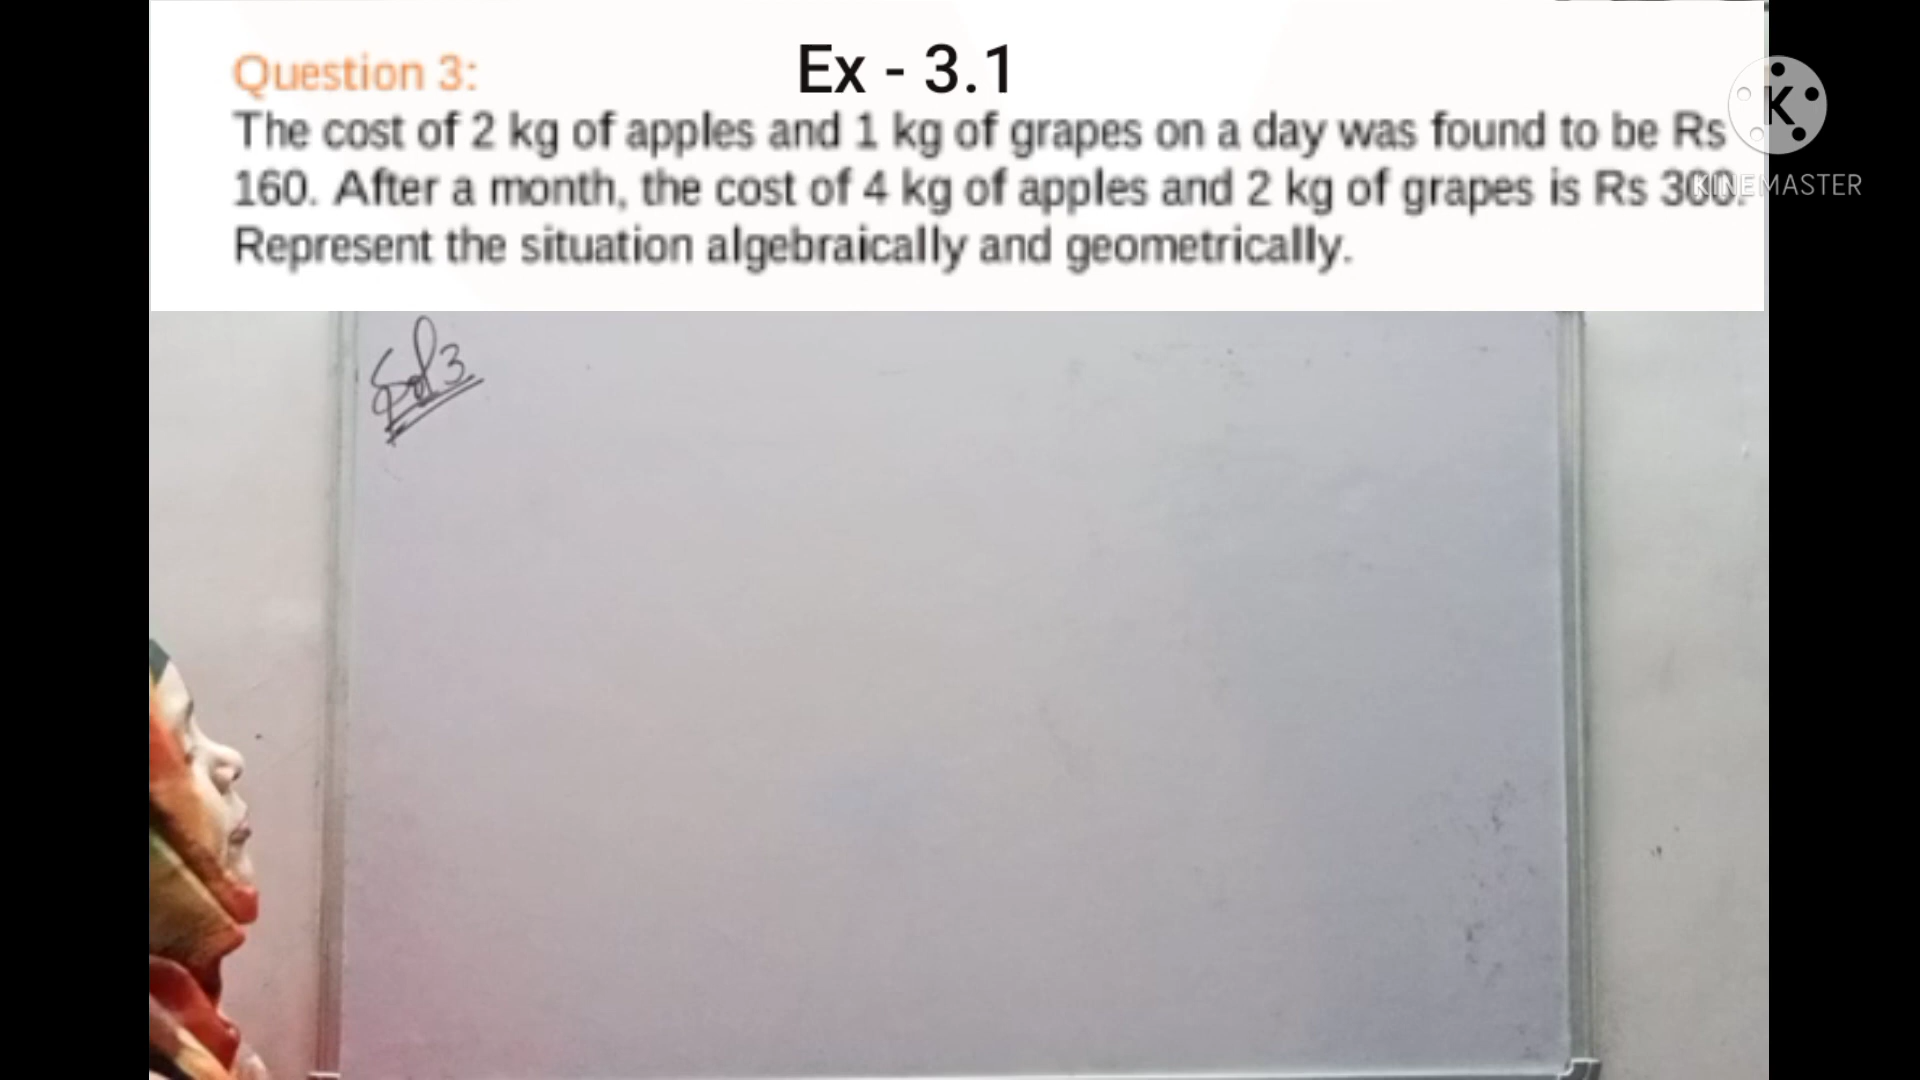 Question 3:
Ex - 3.1
The cost of 2 kg of apples and 1 kg of grapes on a day was found to be Rs
160. After a month, the cost of 4 kg of apples and 2 kg of grapes is Rs 300.
Represent the situation algebraically and geometrically.
K
KINEMASTER
Sol 3